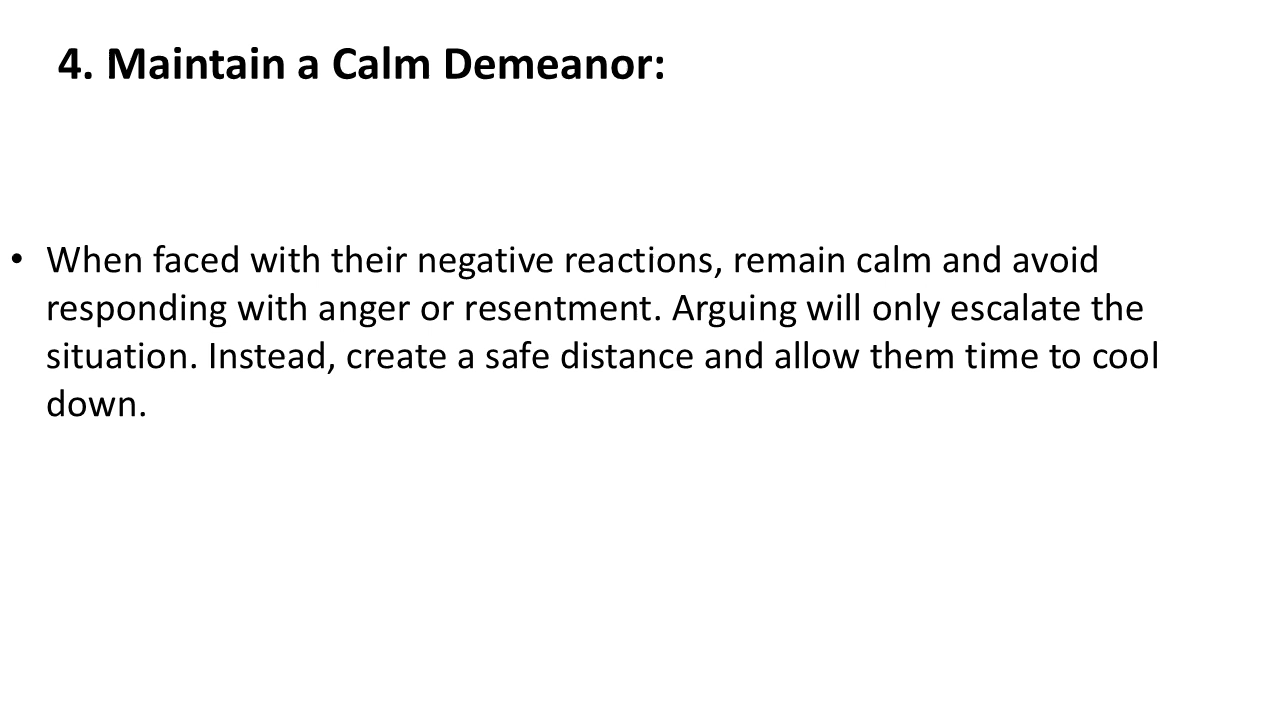 4. Maintain a Calm Demeanor:
• When faced with their negative reactions, remain calm and avoid
responding with anger or resentment. Arguing will only escalate the
situation. Instead, create a safe distance and allow them time to cool
down.